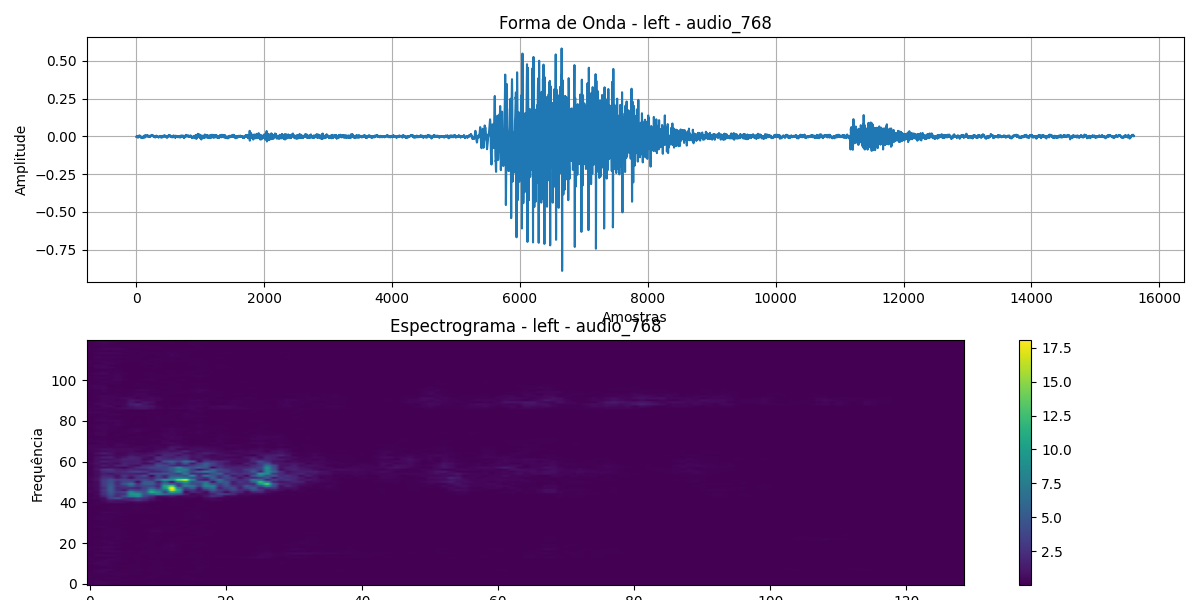 Forma de Onda - left - audio_768
0.50
0.25
0.00
−0.25
−0.50
−0.75
Amplitude
0 2000 4000 6000 8000 10000 12000 14000 16000
Amostras
Espectrograma - left - audio_768
100
80
60
40
20
0
Frequência
0 20 40 60 80 100 120
17.5
15.0
12.5
10.0
7.5
5.0
2.5